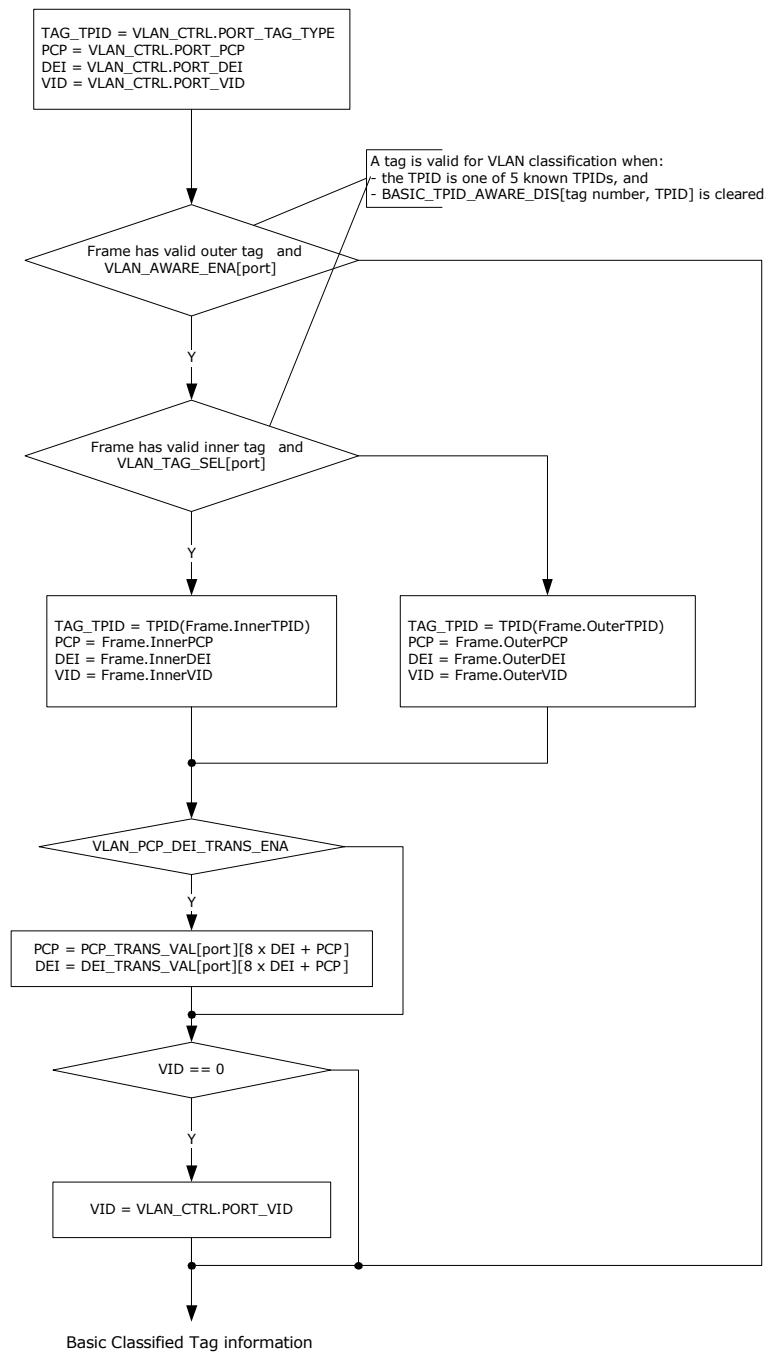 TAG_TPID = VLAN_CTRL.PORT_TAG_TYPE
PCP = VLAN_CTRL.PORT_PCP
DEI = VLAN_CTRL.PORT_DEI
VID = VLAN_CTRL.PORT_VID
A tag is valid for VLAN classification when:
- the TPID is one of 5 known TPIDs, and
- BASIC_TPID_AWARE_DIS[tag number, TPID] is cleared
Frame has valid outer tag and
VLAN_AWARE_ENA[port]
Y
Frame has valid inner tag and
VLAN_TAG_SEL[port]
Y
TAG_TPID = TPID(Frame.InnerTPID)
PCP = Frame.InnerPCP
DEI = Frame.InnerDEI
VID = Frame.InnerVID
TAG_TPID = TPID(Frame.OuterTPID)
PCP = Frame.OuterPCP
DEI = Frame.OuterDEI
VID = Frame.OuterVID
VLAN_PCP_DEI_TRANS_ENA
Y
PCP = PCP_TRANS_VAL[port][8 x DEI + PCP]
DEI = DEI_TRANS_VAL[port][8 x DEI + PCP]
VID == 0
Y
VID = VLAN_CTRL.PORT_VID
Basic Classified Tag information